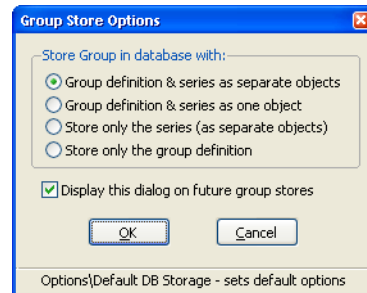 Group Store Options
Store Group in database with:
Group definition & series as separate objects
Group definition & series as one object
Store only the series (as separate objects)
Store only the group definition
Display this dialog on future group stores
OK
Cancel
Options\Default DB Storage - sets default options